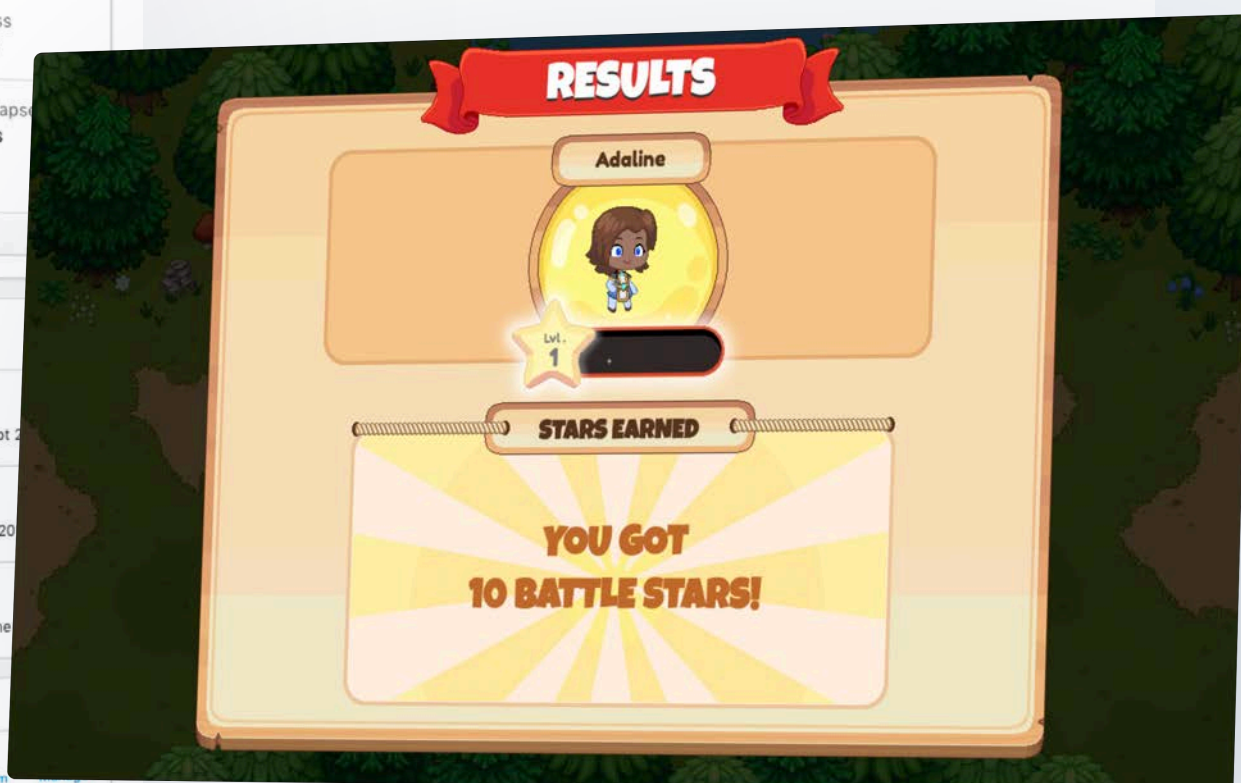 RESULTS
Adaline
Lvl.
1
STARS EARNED
YOU GOT
10 BATTLE STARS!